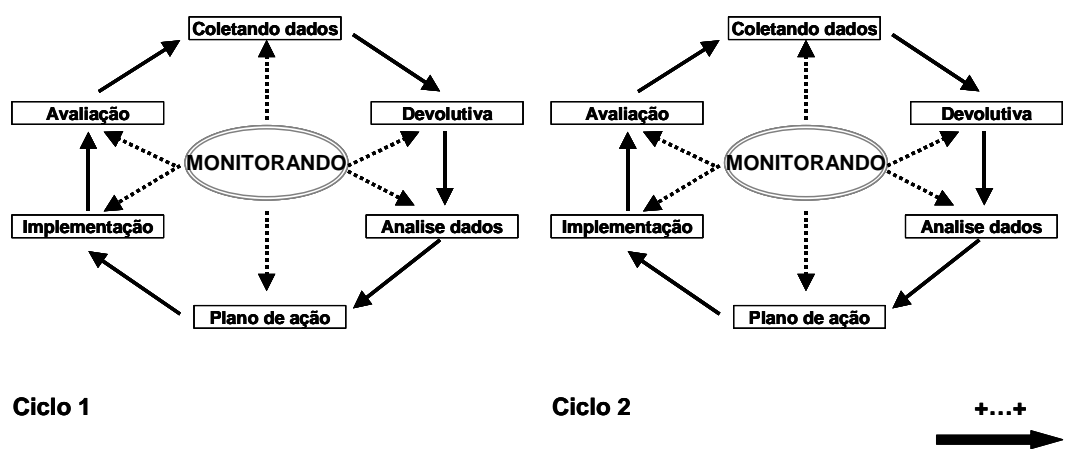 Coletando dados
Avaliação
Devolutiva
MONITORANDO
Implementação
Analise dados
Plano de ação
Ciclo 1
Coletando dados
Avaliação
Devolutiva
MONITORANDO
Implementação
Analise dados
Plano de ação
Ciclo 2
+...+